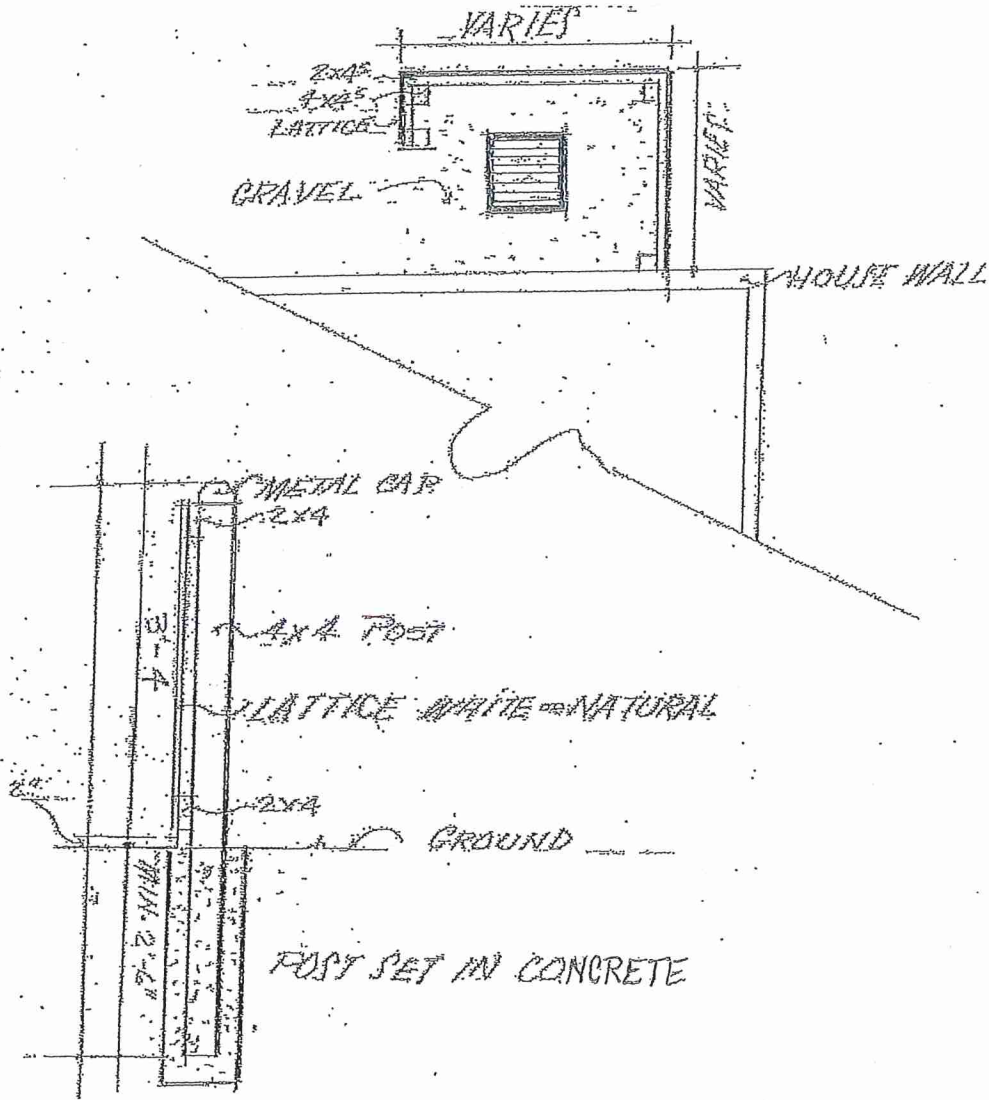 VARIES
2x4s
4x4s
LATTICE
GRAVEL
VARIES
HOUSE WALL
METAL CAP
2x4
3-4
4x4 POST
LATTICE WHITE or NATURAL
2"
2x4
GROUND
MIN. 2'-6"
POST SET IN CONCRETE